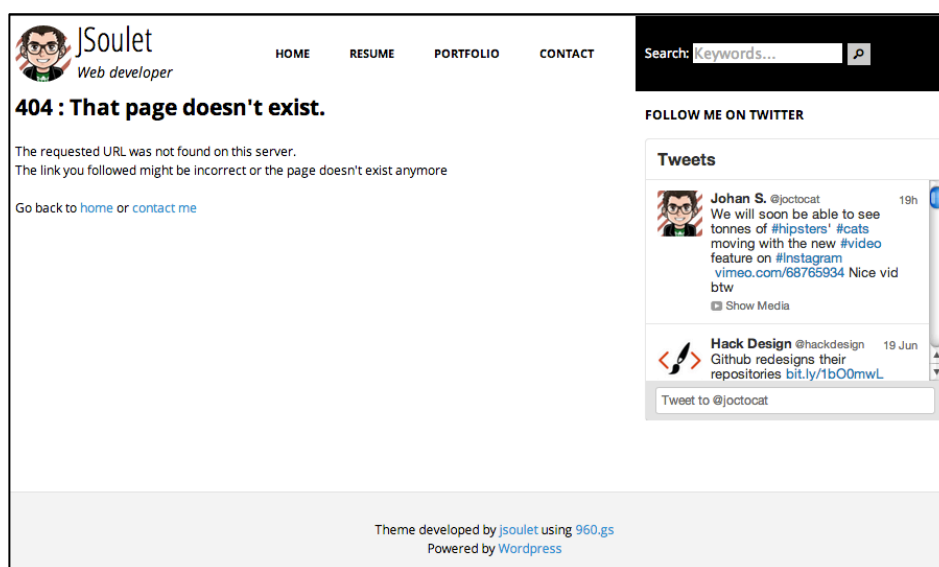 JSoulet
Web developer
HOME RESUME PORTFOLIO CONTACT
Search: Keywords...
404 : That page doesn't exist.
The requested URL was not found on this server.
The link you followed might be incorrect or the page doesn't exist anymore
Go back to home or contact me
FOLLOW ME ON TWITTER
Tweets
Johan S. @joctocat 19h
We will soon be able to see
tonnes of #hipsters' #cats
moving with the new #video
feature on #Instagram
vimeo.com/68765934 Nice vid
btw
Show Media
Hack Design @hackdesign 19 Jun
Github redesigns their
repositories bit.ly/1bO0mwL
Tweet to @joctocat
Theme developed by jsoulet using 960.gs
Powered by Wordpress